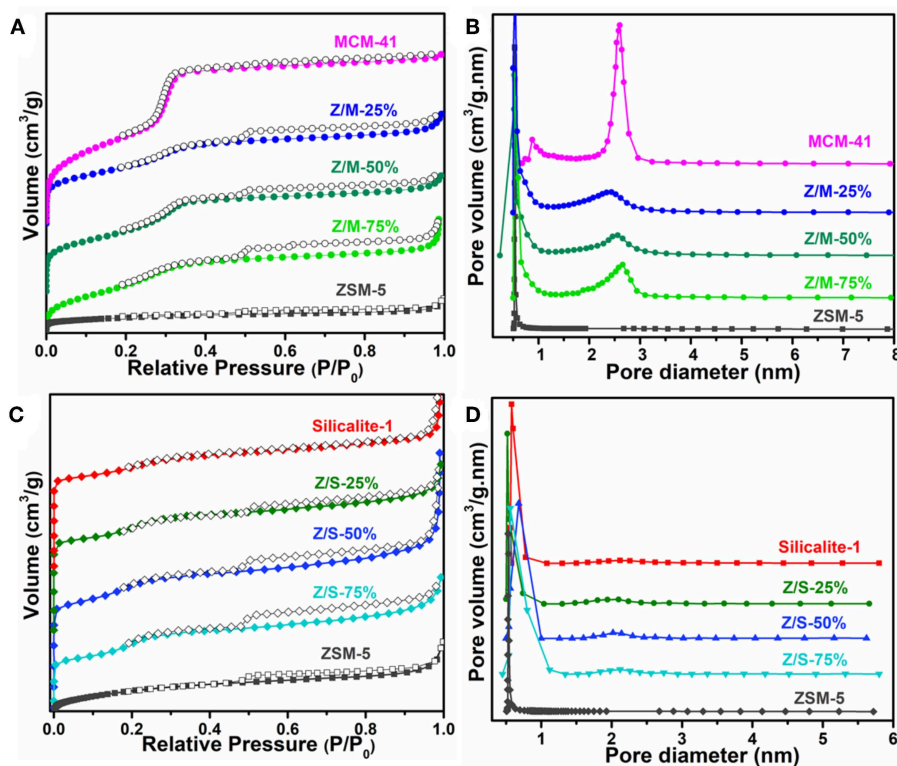 A
MCM-41
Z/M-25%
Z/M-50%
Z/M-75%
ZSM-5
Volume (cm³/g)
0.0 0.2 0.4 0.6 0.8 1.0
Relative Pressure (P/P₀)
B
MCM-41
Z/M-25%
Z/M-50%
Z/M-75%
ZSM-5
Pore volume (cm³/g.nm)
1 2 3 4 5 6 7 8
Pore diameter (nm)
C
Silicalite-1
Z/S-25%
Z/S-50%
Z/S-75%
ZSM-5
Volume (cm³/g)
0.0 0.2 0.4 0.6 0.8 1.0
Relative Pressure (P/P₀)
D
Silicalite-1
Z/S-25%
Z/S-50%
Z/S-75%
ZSM-5
Pore volume (cm³/g.nm)
1 2 3 4 5 6
Pore diameter (nm)